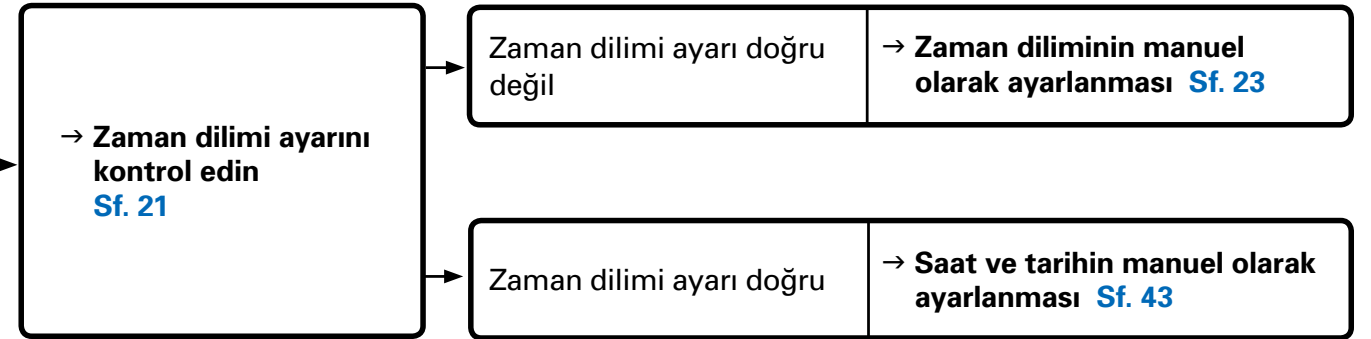 → Zaman dilimi ayarını
kontrol edin
Sf. 21
Zaman dilimi ayarı doğru
değil
→ Zaman diliminin manuel
olarak ayarlanması Sf. 23
Zaman dilimi ayarı doğru
→ Saat ve tarihin manuel olarak
ayarlanması Sf. 43